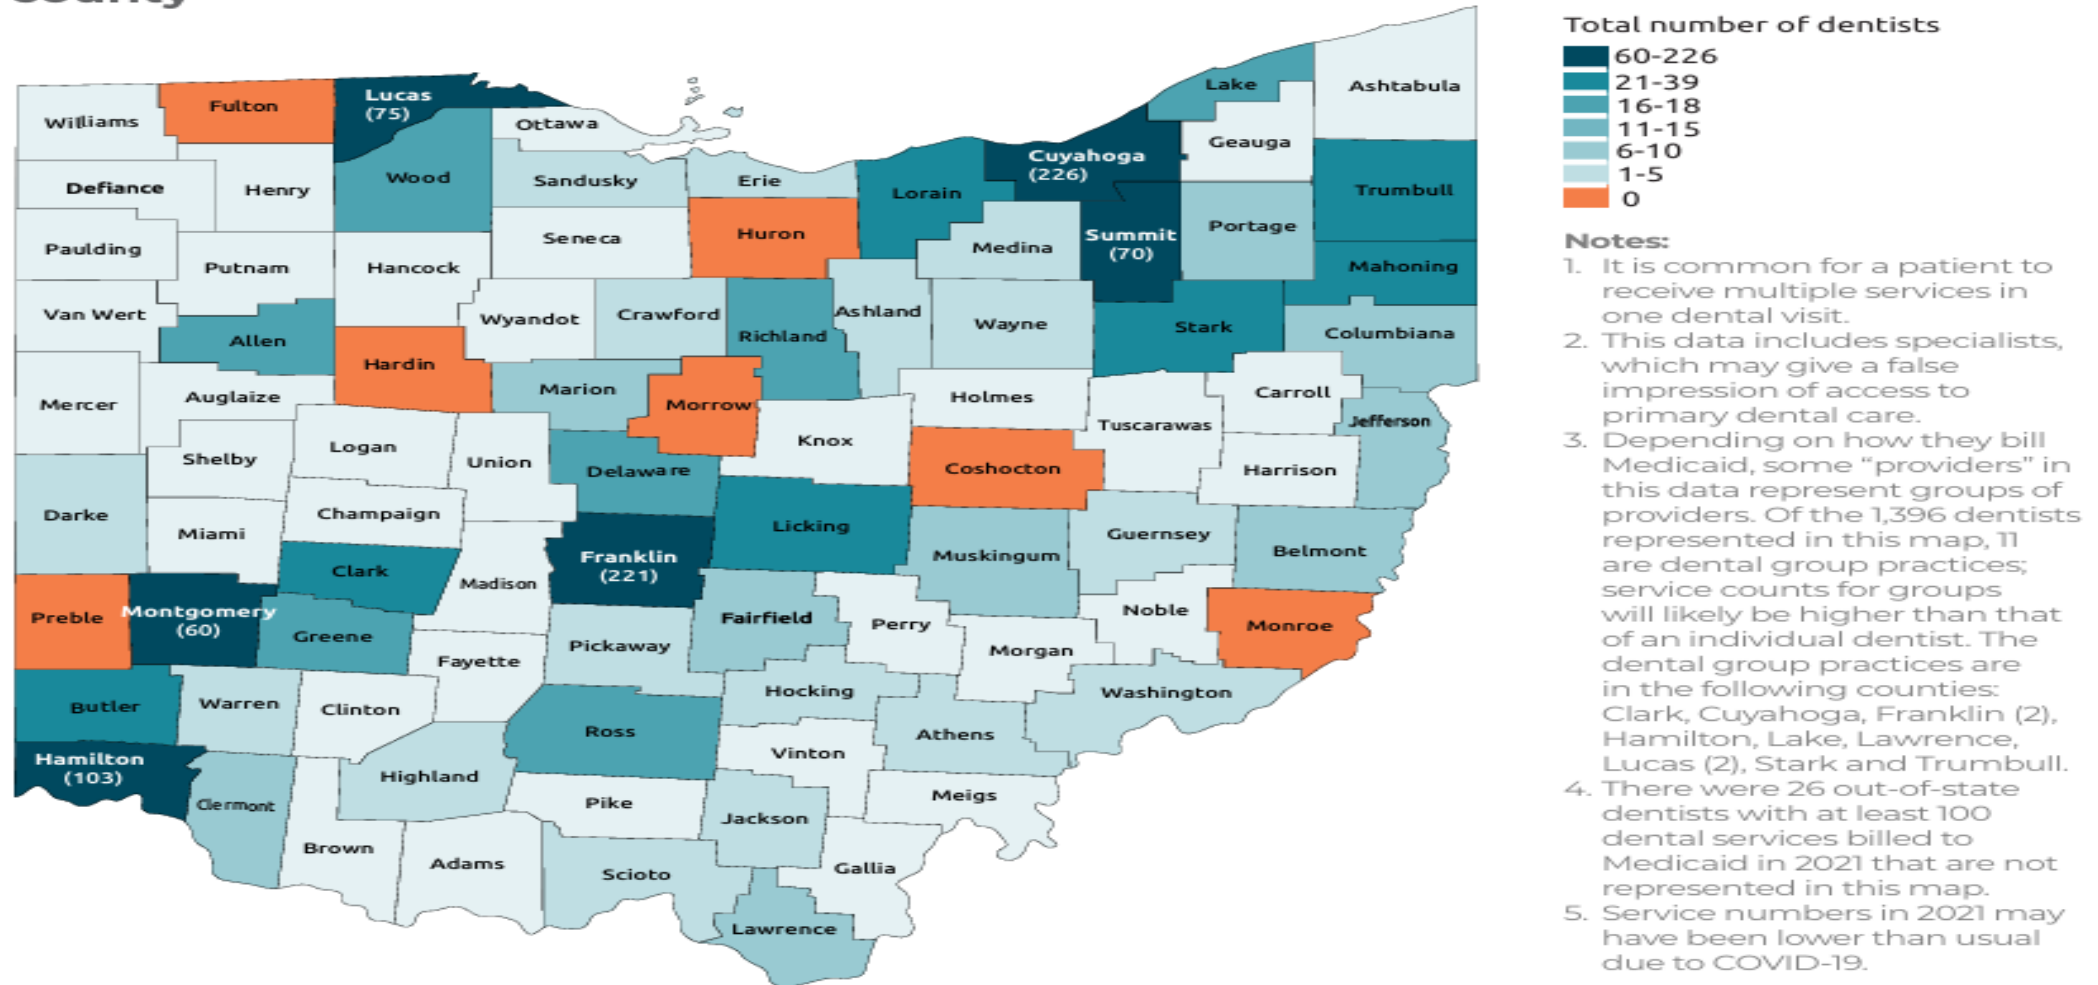 County
Williams
Fulton
Lucas
(75)
Ottawa
Lake
Ashtabula
Geauga
Defiance
Henry
Wood
Sandusky
Erie
Lorain
Cuyahoga
(226)
Trumbull
Paulding
Putnam
Hancock
Seneca
Huron
Medina
Summit
(70)
Portage
Mahoning
Van Wert
Allen
Wyandot
Crawford
Richland
Ashland
Wayne
Stark
Columbiana
Hardin
Mercer
Auglaize
Marion
Morrow
Holmes
Tuscarawas
Carroll
Jefferson
Shelby
Logan
Union
Delaware
Knox
Coshocton
Harrison
Darke
Miami
Champaign
Franklin
(221)
Licking
Muskingum
Guernsey
Belmont
Clark
Madison
Preble
Montgomery
(60)
Greene
Fayette
Pickaway
Fairfield
Perry
Morgan
Noble
Monroe
Butler
Warren
Clinton
Ross
Hocking
Athens
Washington
Hamilton
(103)
Clermont
Highland
Pike
Vinton
Meigs
Brown
Adams
Scioto
Jackson
Gallia
Lawrence
Total number of dentists
60-226
21-39
16-18
11-15
6-10
1-5
0
Notes:
1. It is common for a patient to
receive multiple services in
one dental visit.
2. This data includes specialists,
which may give a false
impression of access to
primary dental care.
3. Depending on how they bill
Medicaid, some “providers” in
this data represent groups of
providers. Of the 1,396 dentists
represented in this map, 11
are dental group practices;
service counts for groups
will likely be higher than that
of an individual dentist. The
dental group practices are
in the following counties:
Clark, Cuyahoga, Franklin (2),
Hamilton, Lake, Lawrence,
Lucas (2), Stark and Trumbull.
4. There were 26 out-of-state
dentists with at least 100
dental services billed to
Medicaid in 2021 that are not
represented in this map.
5. Service numbers in 2021 may
have been lower than usual
due to COVID-19.